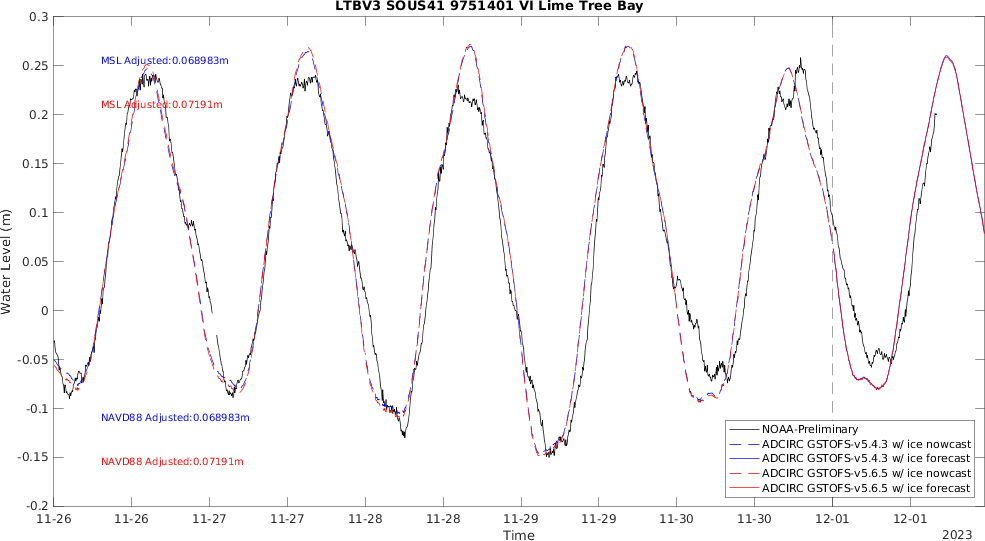 LTBV3 SOUS41 9751401 VI Lime Tree Bay
0.3
0.25
0.2
0.15
0.1
0.05
0
-0.05
-0.1
-0.15
-0.2
Water Level (m)
MSL Adjusted:0.068983m
MSL Adjusted:0.07191m
NAVD88 Adjusted:0.068983m
NAVD88 Adjusted:0.07191m
NOAA-Preliminary
ADCIRC GSTOFS-v5.4.3 w/ ice nowcast
ADCIRC GSTOFS-v5.4.3 w/ ice forecast
ADCIRC GSTOFS-v5.6.5 w/ ice nowcast
ADCIRC GSTOFS-v5.6.5 w/ ice forecast
11-26 11-26 11-27 11-27 11-28 11-28 11-29 11-29 11-30 11-30 12-01 12-01
Time
2023